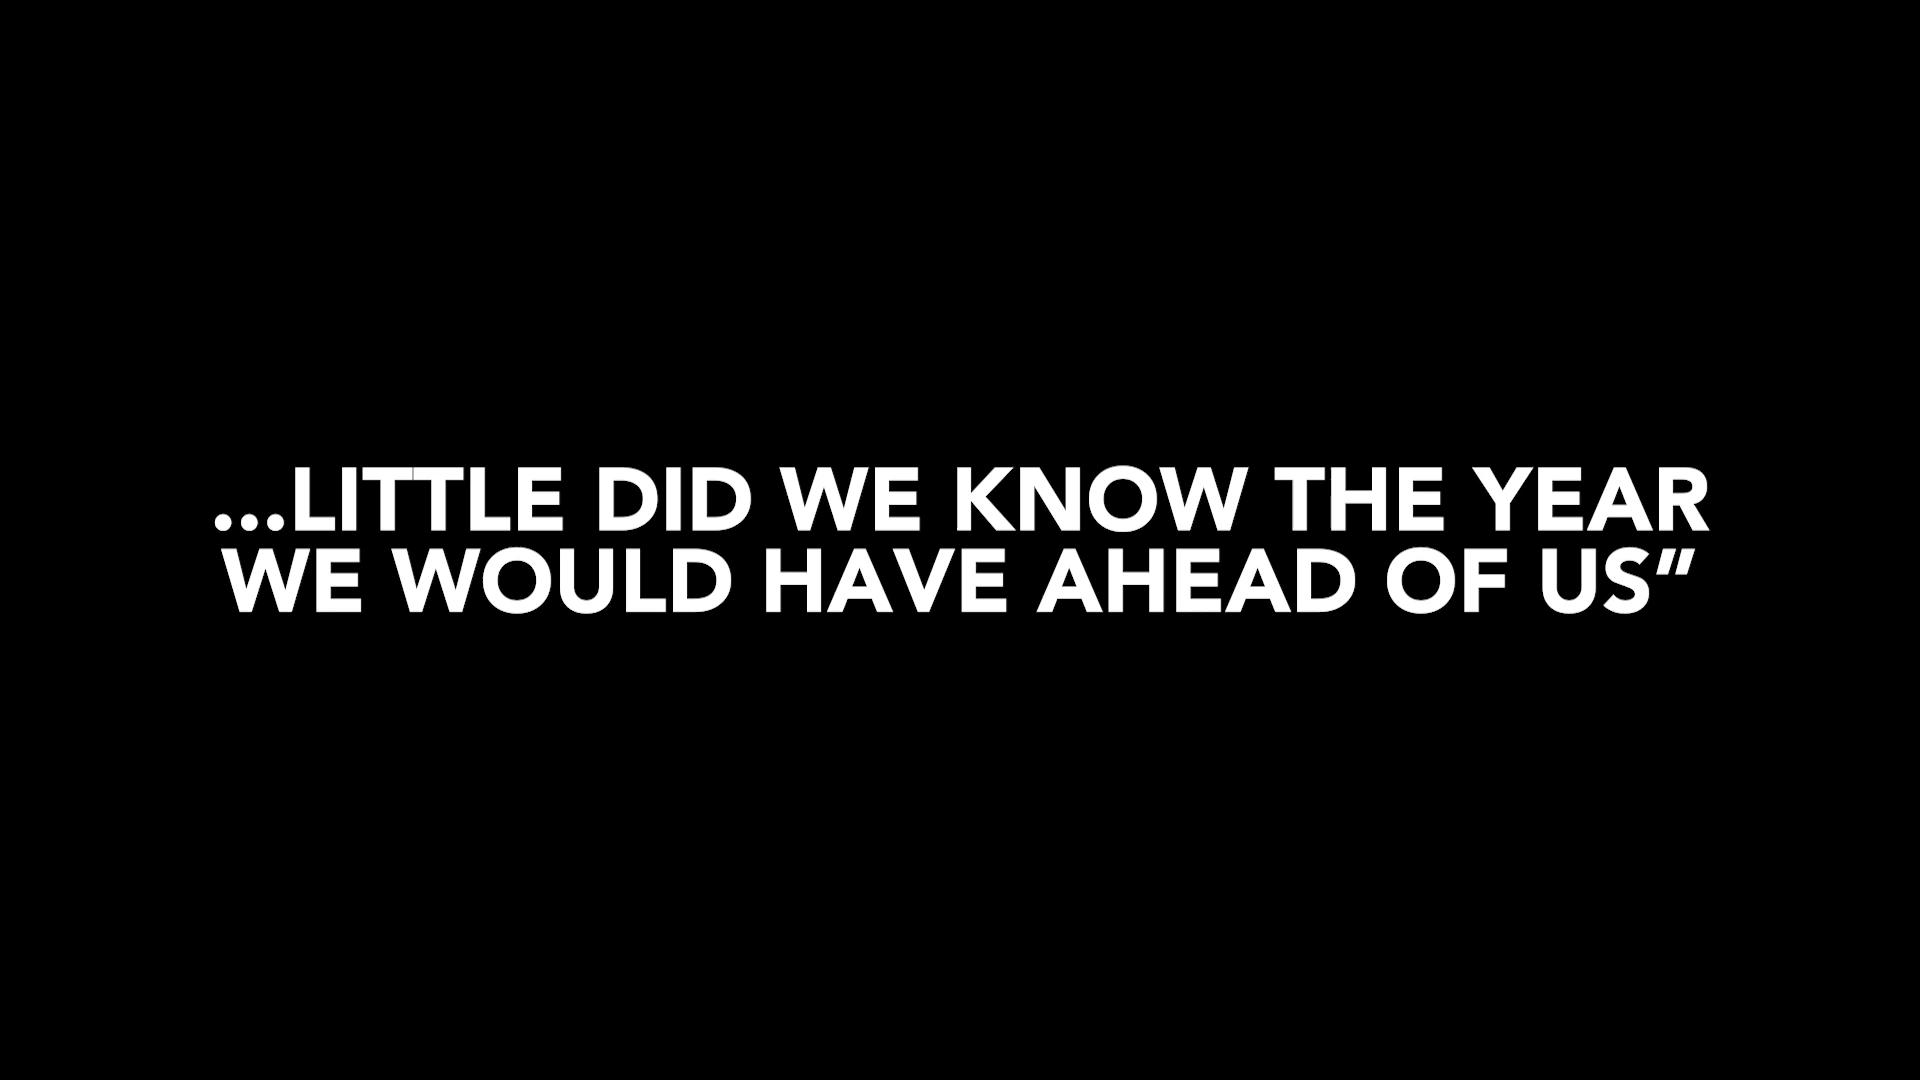 ...LITTLE DID WE KNOW THE YEAR
WE WOULD HAVE AHEAD OF US”